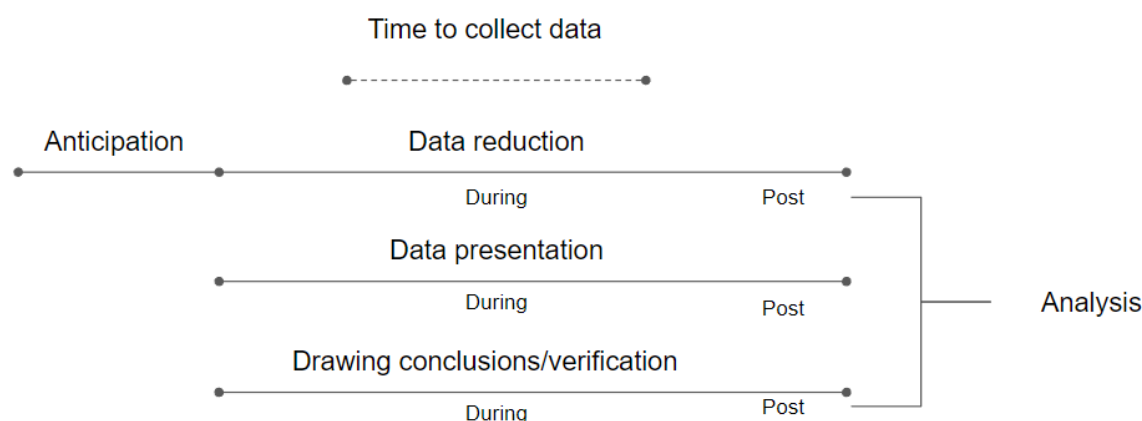 Time to collect data
Anticipation
Data reduction
During
Post
Data presentation
During
Post
Analysis
Drawing conclusions/verification
During
Post